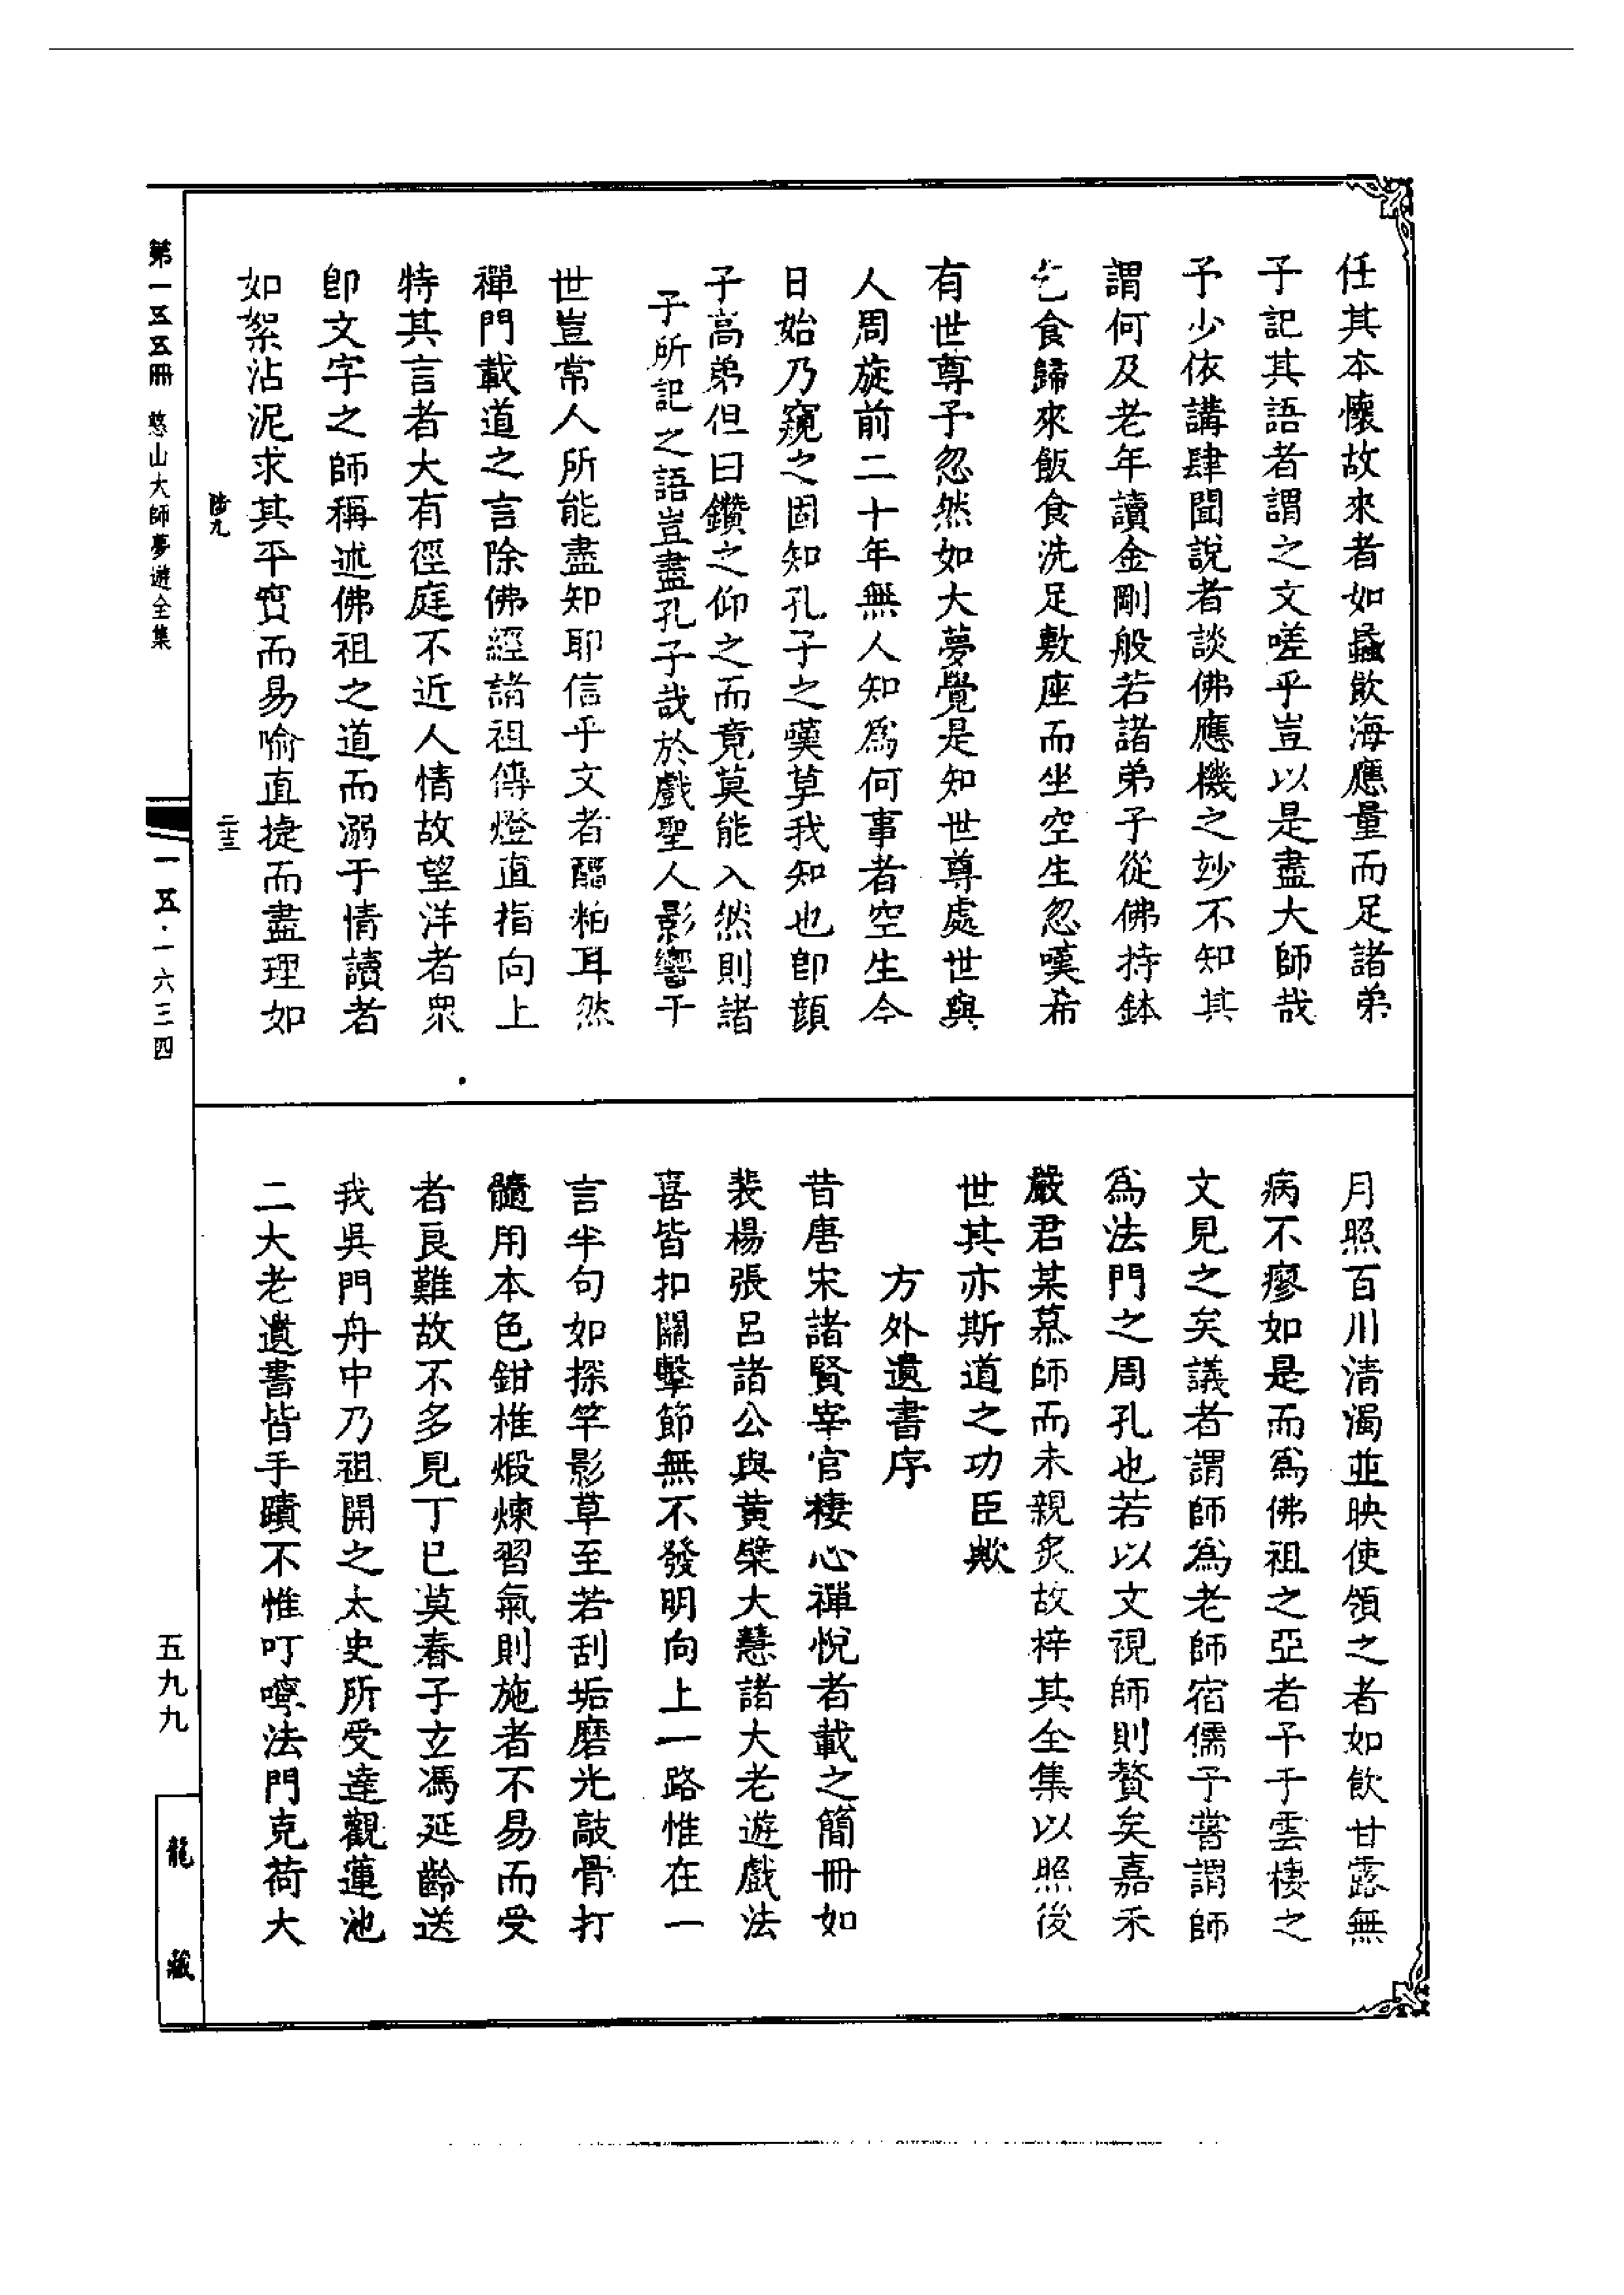 任其本懷故來者如蟊飲海應量而足諸弟
子記其語者謂之文嗟乎豈以是盡大師哉
予少依講肆聞說者談佛應機之妙不知其
謂何及老年讀金剛般若諸弟子從佛持鉢
乞食歸來飯食洗足敷座而坐空生忽嘆希
有世尊予忽然如大夢覺是知世尊處世與
人周旋前二十年無人知為何事者空生今
日始乃窺之固知孔子之嘆莫我知也卽顏
子高弟但曰鑽之仰之而竟莫能入然則諸
子所記之語豈盡孔子哉於戲聖人影響于
世豈常人所能盡知耶信乎文者醩粕耳然
禪門載道之言除佛經諸祖傳燈直指向上
特其言者大有徑庭不近人情故望洋者衆
卽文字之師稱述佛祖之道而溺于情讀者
如絮沾泥求其平實而易喻直捷而盡理如
月照百川清濁並映使領之者如飲甘露無
病不瘳如是而為佛祖之亞者予于雲棲之
文見之矣議者謂師為老師宿儒予嘗謂師
為法門之周孔也若以文視師則贅矣嘉禾
嚴君某慕師而未親炙故梓其全集以照後
世其亦斯道之功臣歟
方外遺書序
昔唐宋諸賢宰官棲心禪悅者載之簡冊如
裴楊張呂諸公與黃檗大慧諸大老遊戲法
喜皆扣關擊節無不發明向上一路惟在一
言半句如探竿影草至若刮垢磨光敲骨打
髓用本色鉗椎煅煉習氣則施者不易而受
者良難故不多見丁巳莫春子立馮延齡送
我吳門舟中乃祖開之太史所受達觀蓮池
二大老遺書皆手蹟不惟叮嚀法門克荷大
第一五五冊 憨山大師夢遊全集
二十三
一五·一六三四
五九九
龍藏